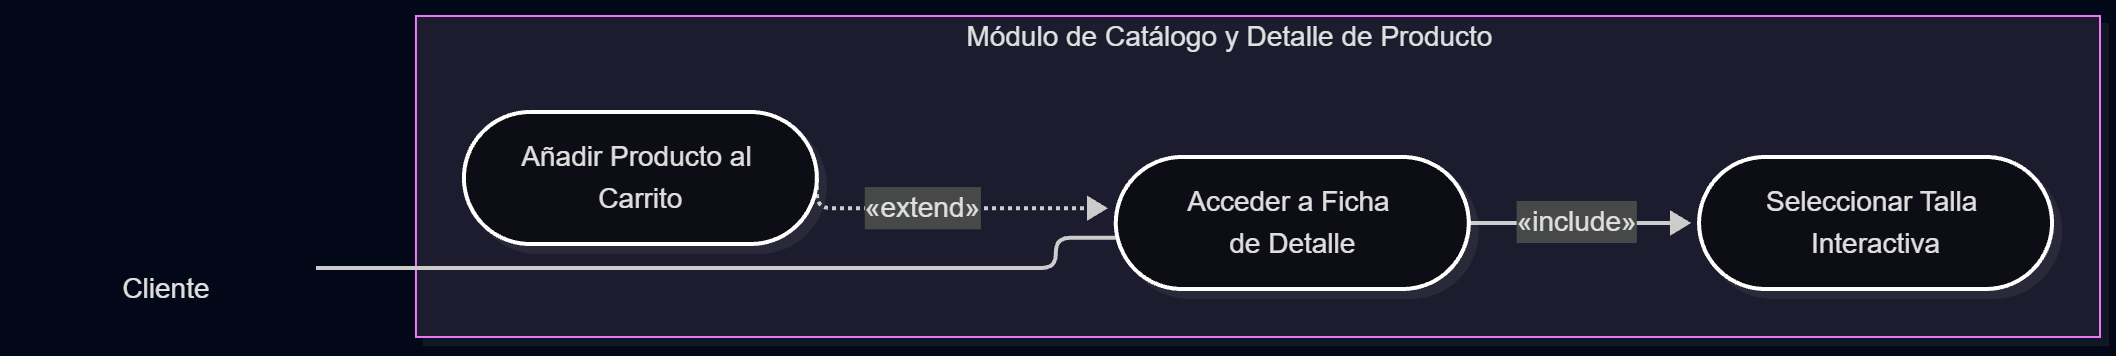 Módulo de Catálogo y Detalle de Producto
Añadir Producto al
Carrito
«extend»
Acceder a Ficha
de Detalle
«include»
Seleccionar Talla
Interactiva
Cliente